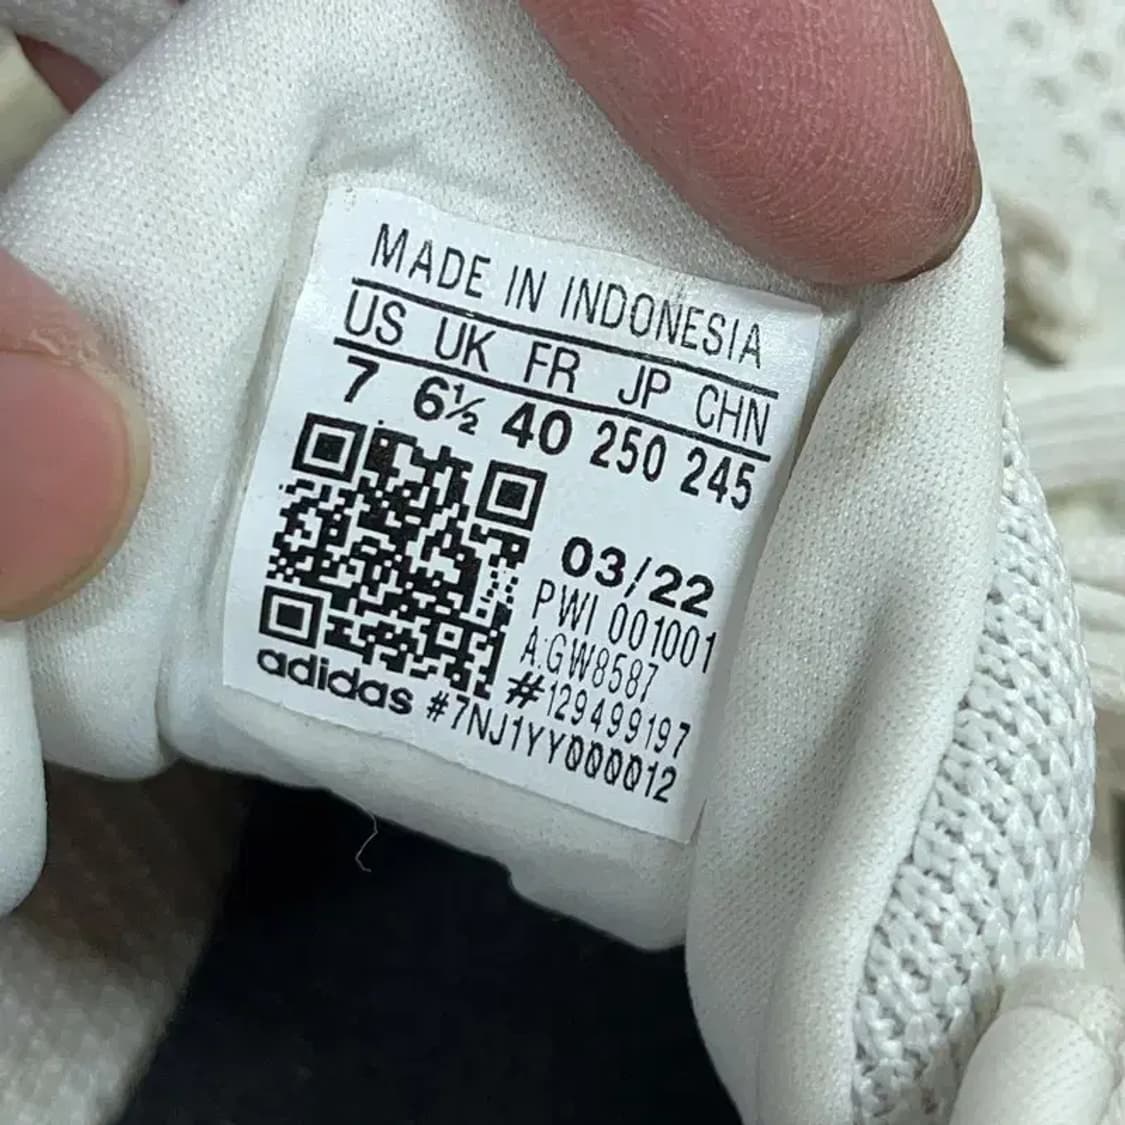 MADE IN INDONESIA
US UK FR JP CHN
7 6½ 40 250 245
03/22
PWI 001001
A:GW8587
#129499197
adidas #7NJ1YY000012